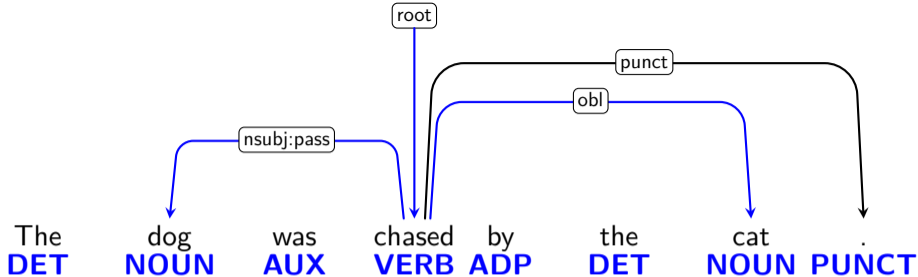 root
punct
obl
nsubj:pass
The dog was chased by the cat .
DET NOUN AUX VERB ADP DET NOUN PUNCT